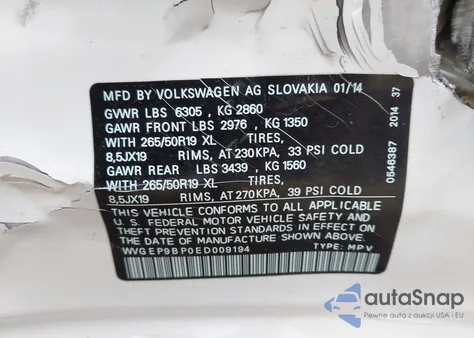 MFD BY VOLKSWAGEN AG SLOVAKIA 01/14
GVWR LBS 6305 , KG 2860
GAWR FRONT LBS 2976 , KG 1350
WITH 265/50R19 XL TIRES,
8,5JX19 RIMS, AT 230KPA, 33 PSI COLD
GAWR REAR LBS 3439 , KG 1560
WITH 265/50R19 XL TIRES,
8,5JX19 RIMS, AT 270KPA, 39 PSI COLD
THIS VEHICLE CONFORMS TO ALL APPLICABLE
U.S. FEDERAL MOTOR VEHICLE SAFETY AND
THEFT PREVENTION STANDARDS IN EFFECT
ON THE DATE OF MANUFACTURE SHOWN ABOVE
WVGEP9BP0ED009194 TYPE: MPV
0546387 2014 37
autoSnap
Pewne auta z aukcji USA i EU